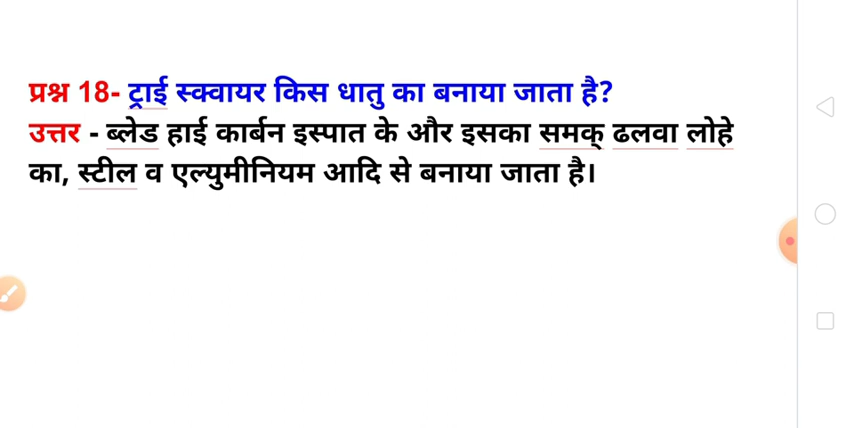 प्रश्न 18- ट्राई स्क्वायर किस धातु का बनाया जाता है?
उत्तर - ब्लेड हाई कार्बन इस्पात के और इसका समक् ढलवा लोहे
का, स्टील व एल्युमीनियम आदि से बनाया जाता है।